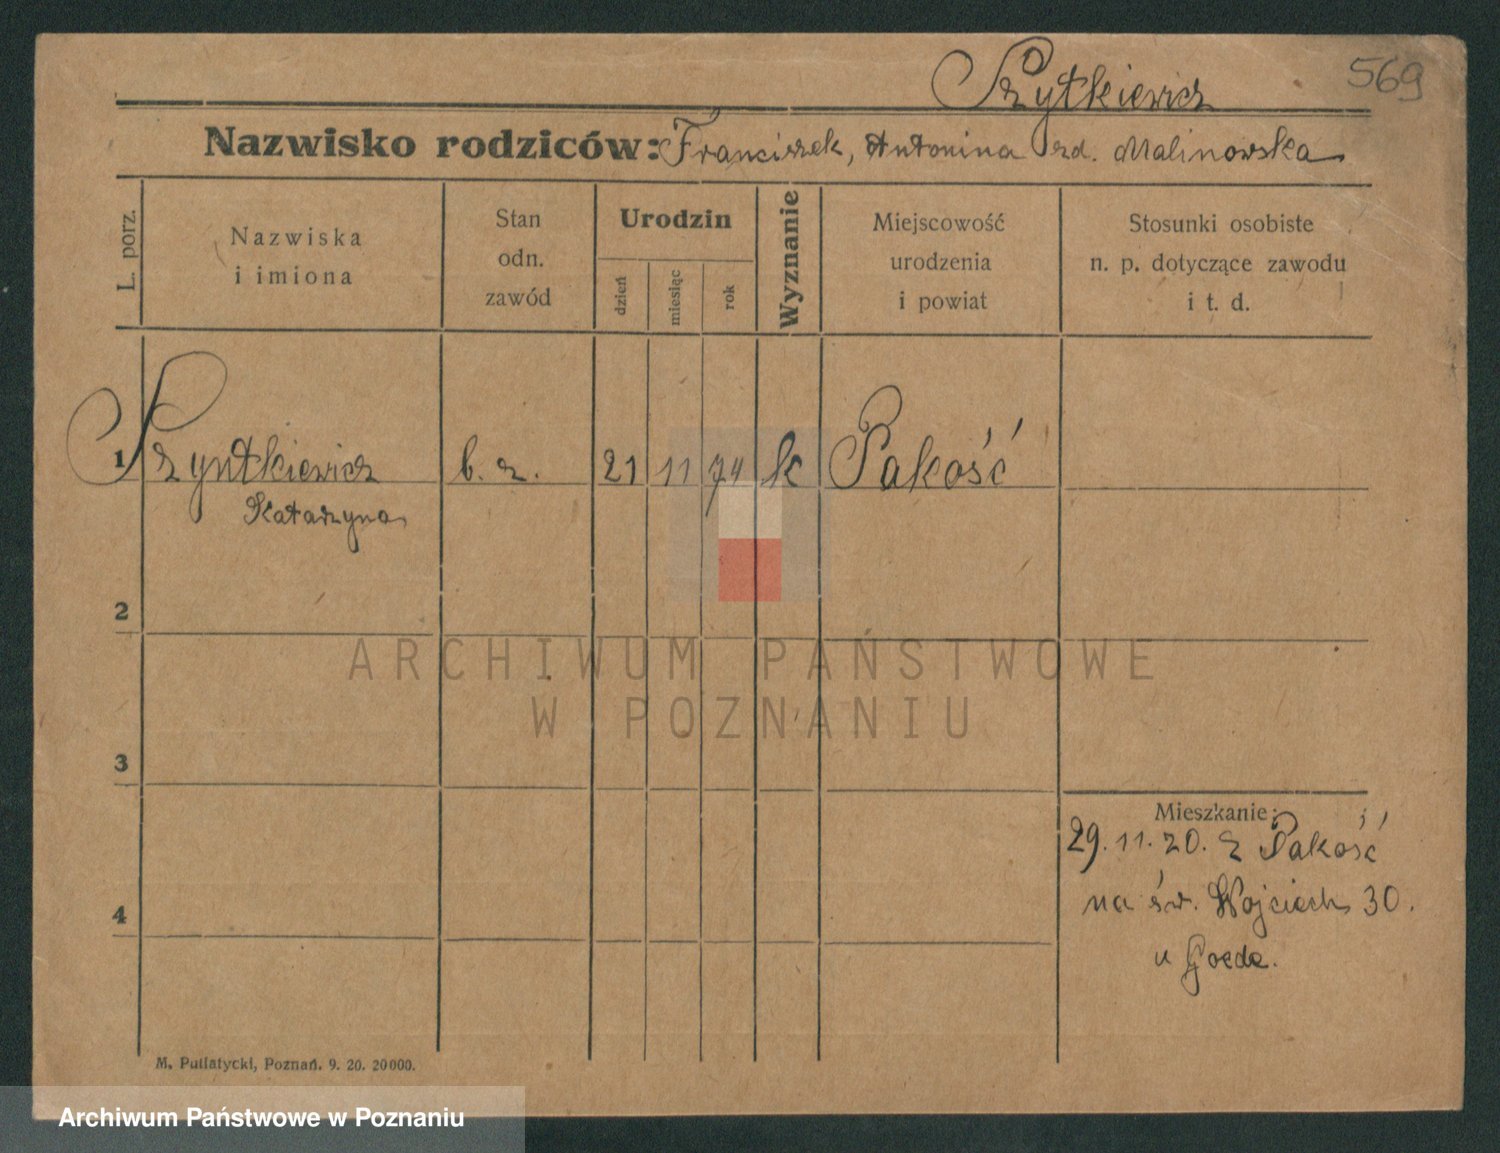 569
Szytkiewicz
Nazwisko rodziców: Franciszek, Antonina zd. Malinowska
L. porz.
Nazwiska
i imiona
Stan
odn.
zawód
Urodzin
dzień
miesiąc
rok
Wyznanie
Miejscowość
urodzenia
i powiat
Stosunki osobiste
n. p. dotyczące zawodu
i t. d.
1 Szyntkiewicz b. z. 21 11 74 k Pakość
Katarzyna
2
3
4
Mieszkanie:
29. 11. 20. z Pakość
na św. Wojciech 30.
u Goede.
M. Putiatycki, Poznań. 9. 20. 20000.
ARCHIWUM PAŃSTWOWE
W POZNANIU
Archiwum Państwowe w Poznaniu